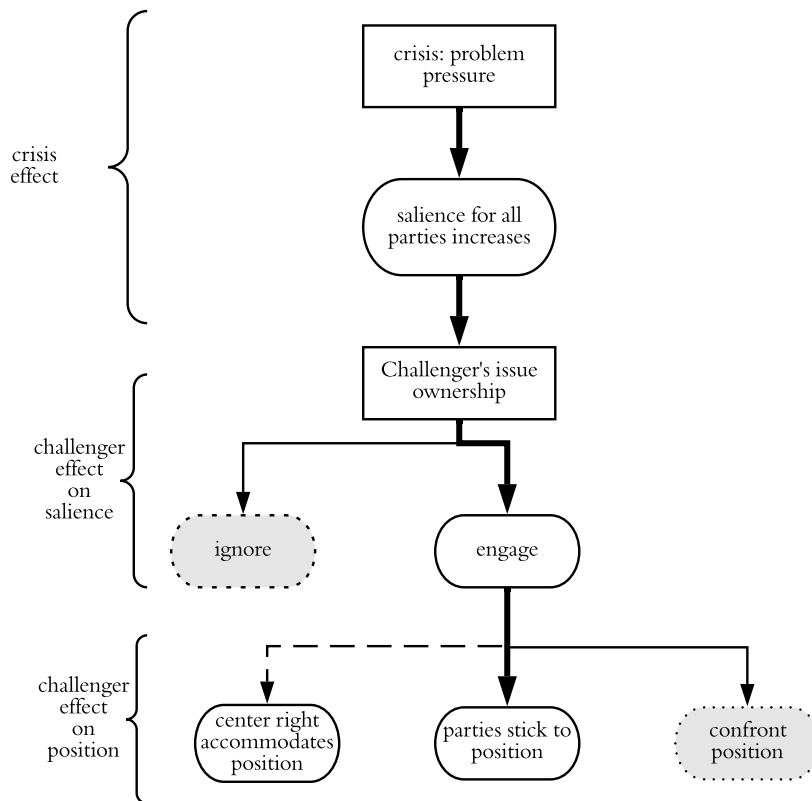 crisis: problem
pressure
crisis
effect
salience for all
parties increases
Challenger's issue
ownership
challenger
effect
on
salience
ignore
engage
challenger
effect
on
position
center right
accommodates
position
parties stick to
position
confront
position